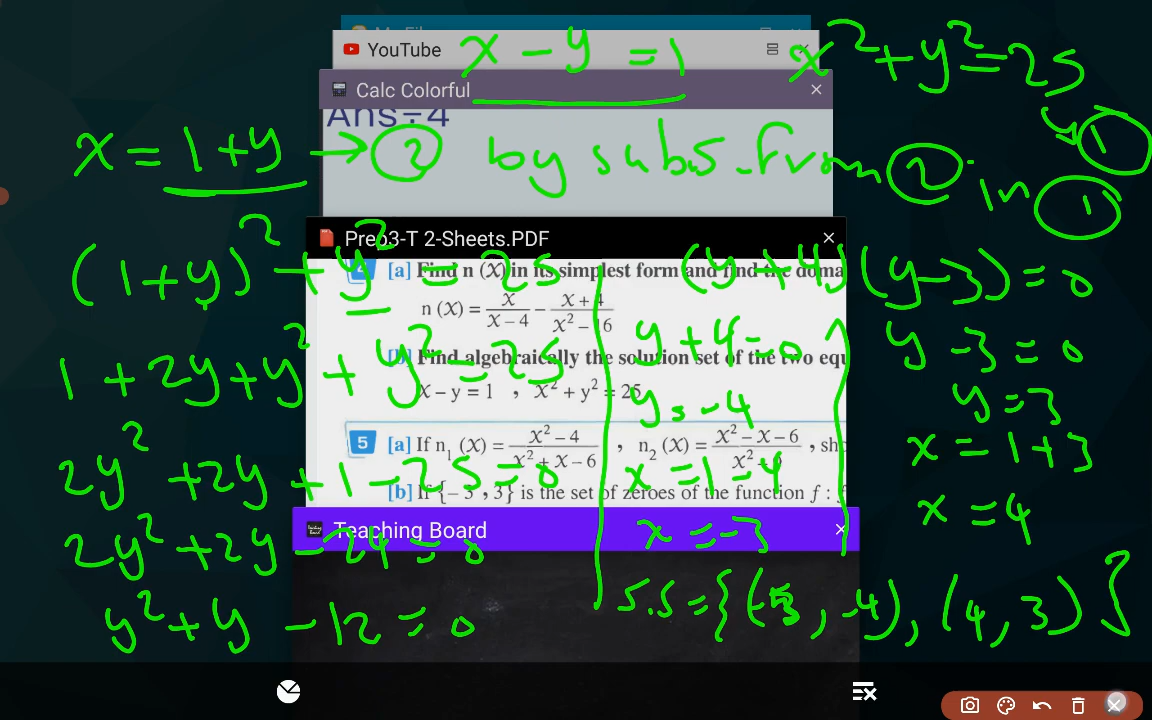 My Files
YouTube
x - y = 1
x² + y² = 25
→ ①
Calc Colorful
Ans÷4
x = 1 + y → ② by subs. from ② in ①
Prep3-T 2-Sheets.PDF
(1+y)² + y² = 25
(y+4)(y-3) = 0
[a] Find n (X) in its simplest form and find the doma
n (X) = X / X – 4 – X + 4 / X² – 16
1 + 2y + y² + y² = 25
y + 4 = 0
y - 3 = 0
[b] Find algebraically the solution set of the two equ
X – y = 1 , X² + y² = 25
y = -4
y = 3
5 [a] If n₁ (X) = X² – 4 / X² + X – 6 , n₂ (X) = X² – X – 6 / X² , sho
2y² + 2y + 1 - 25 = 0
x = 1 - 4
x = 1 + 3
[b] If {– 3 , 3} is the set of zeroes of the function f : f
Teaching Board
2y² + 2y - 24 = 0
x = -3
x = 4
y² + y - 12 = 0
S.S = {(-3, -4), (4, 3)}